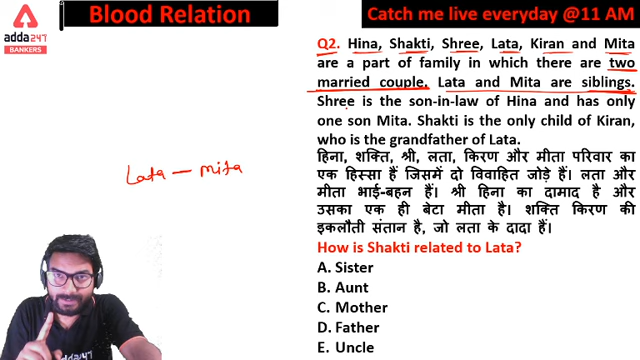 Blood Relation
Catch me live everyday @11 AM
adda247
BANKERS
Q2. Hina, Shakti, Shree, Lata, Kiran and Mita
are a part of family in which there are two
married couple. Lata and Mita are siblings.
Shree is the son-in-law of Hina and has only
one son Mita. Shakti is the only child of Kiran,
who is the grandfather of Lata.
हिना, शक्ति, श्री, लता, किरण और मीता परिवार का
एक हिस्सा हैं जिसमें दो विवाहित जोड़े हैं। लता और
मीता भाई-बहन हैं। श्री हिना का दामाद है और
उसका एक ही बेटा मीता है। शक्ति किरण की
इकलौती संतान है, जो लता के दादा हैं।
Lata — Mita
How is Shakti related to Lata?
A. Sister
B. Aunt
C. Mother
D. Father
E. Uncle